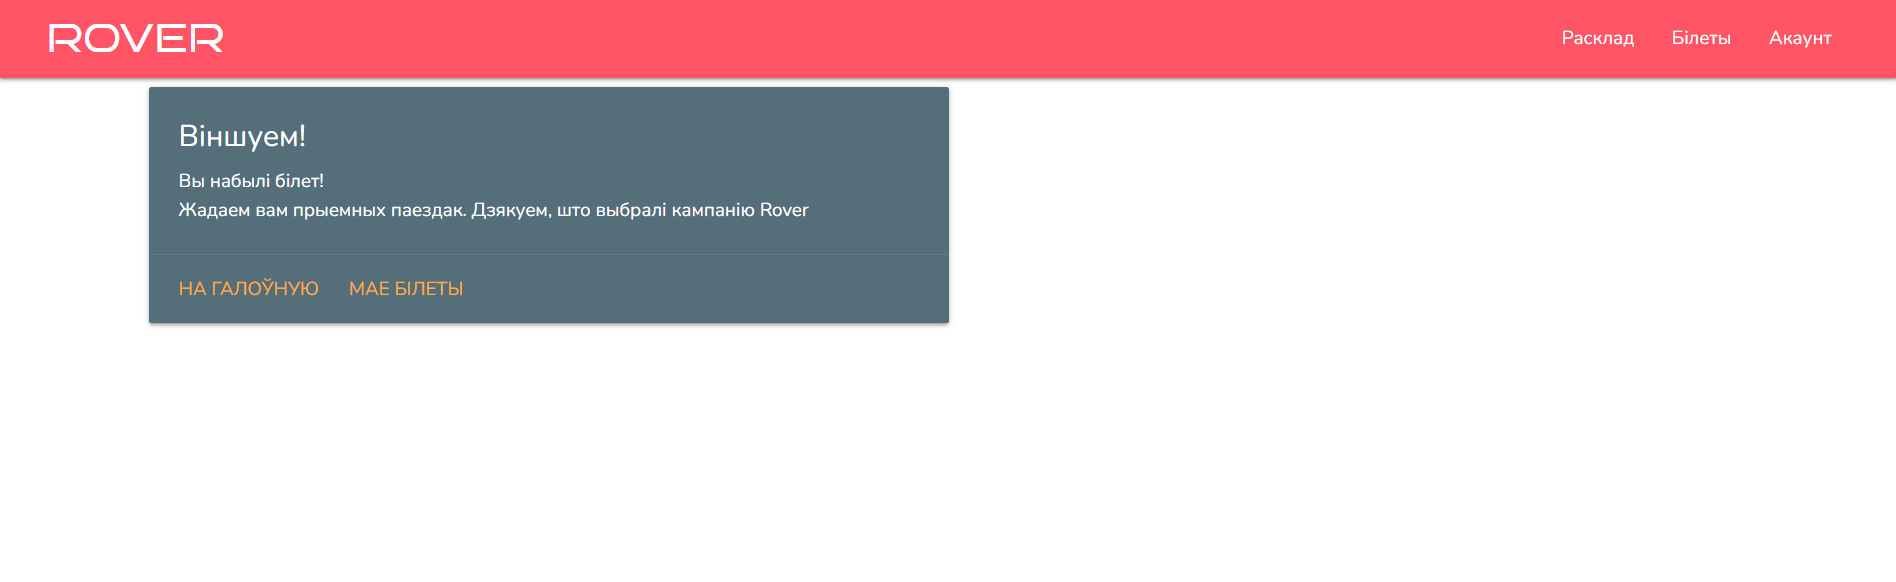 ROVER
Расклад
Білеты
Акаунт
Віншуем!
Вы набылі білет!
Жадаем вам прыемных паездак. Дзякуем, што выбралі кампанію Rover
НА ГАЛОЎНУЮ
МАЕ БІЛЕТЫ